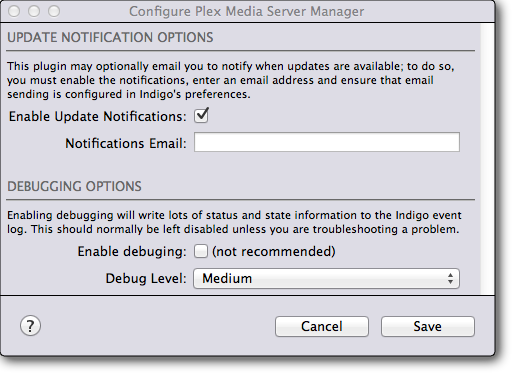 Configure Plex Media Server Manager
UPDATE NOTIFICATION OPTIONS
This plugin may optionally email you to notify when updates are available; to do so,
you must enable the notifications, enter an email address and ensure that email
sending is configured in Indigo's preferences.
Enable Update Notifications:
Notifications Email:
DEBUGGING OPTIONS
Enabling debugging will write lots of status and state information to the Indigo event
log. This should normally be left disabled unless you are troubleshooting a problem.
Enable debuging: (not recommended)
Debug Level: Medium
? Cancel Save